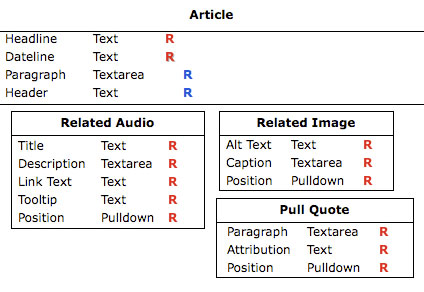 Article
Headline Text R
Dateline Text R
Paragraph Textarea R
Header Text R
Related Audio
Title Text R
Description Textarea R
Link Text Text R
Tooltip Text R
Position Pulldown R
Related Image
Alt Text Text R
Caption Textarea R
Position Pulldown R
Pull Quote
Paragraph Textarea R
Attribution Text R
Position Pulldown R